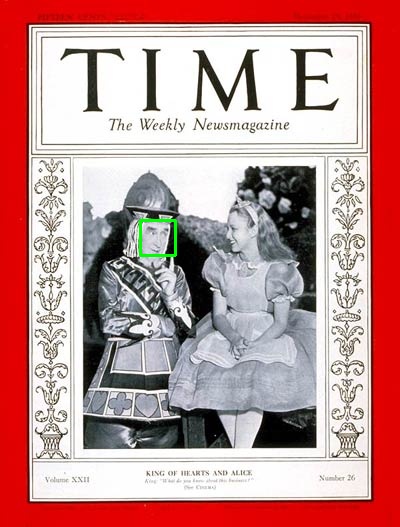 TIME
The Weekly Newsmagazine
KING OF HEARTS AND ALICE
King: "What do you know about this business?"
(See CINEMA)
Volume XXII
Number 26